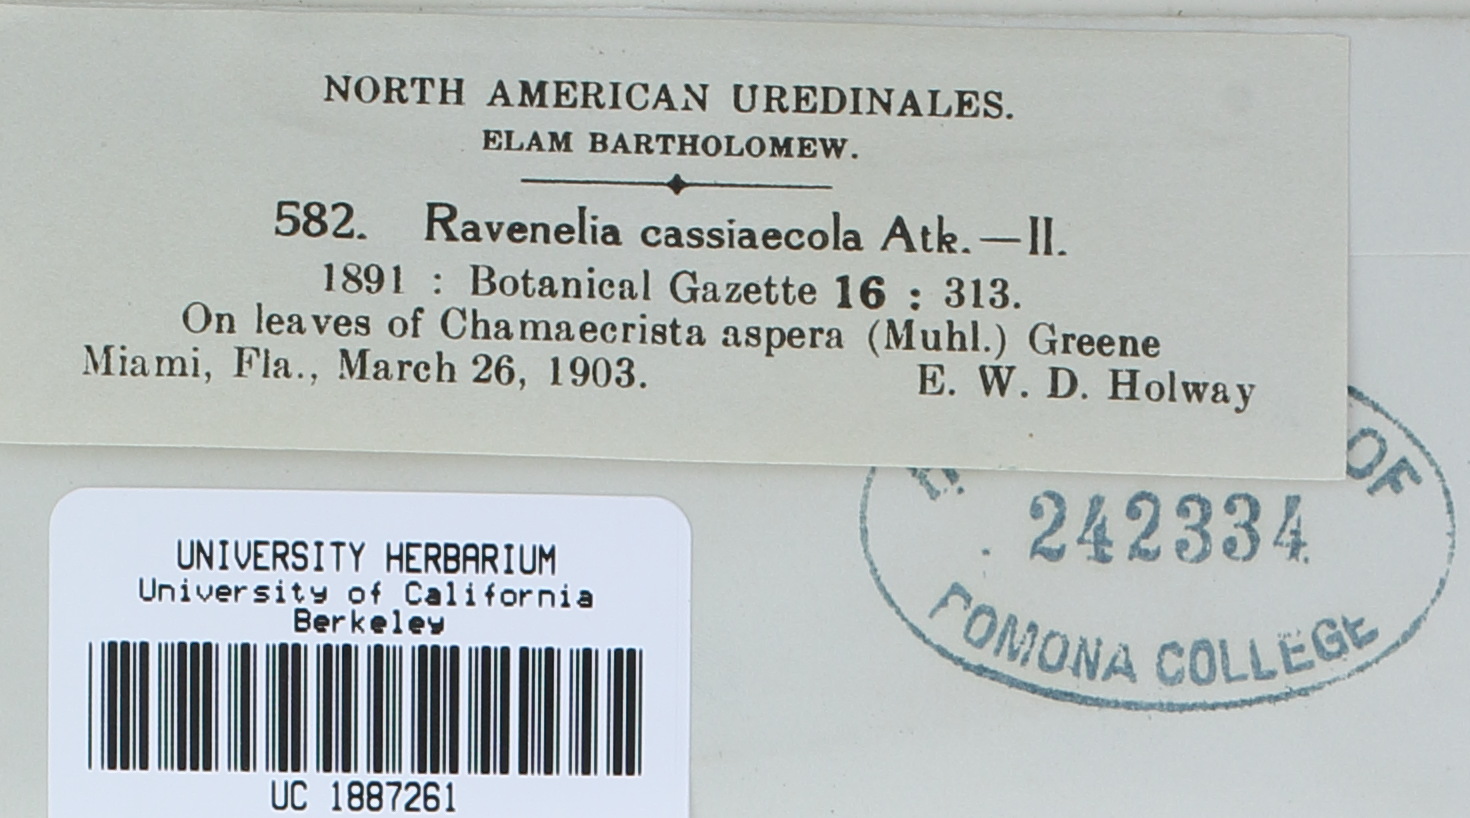 NORTH AMERICAN UREDINALES.
ELAM BARTHOLOMEW.
582. Ravenelia cassiaecola Atk.—II.
1891 : Botanical Gazette 16 : 313.
On leaves of Chamaecrista aspera (Muhl.) Greene
Miami, Fla., March 26, 1903. E. W. D. Holway
OF
242334
POMONA COLLEGE
UNIVERSITY HERBARIUM
University of California
Berkeley
UC 1887261